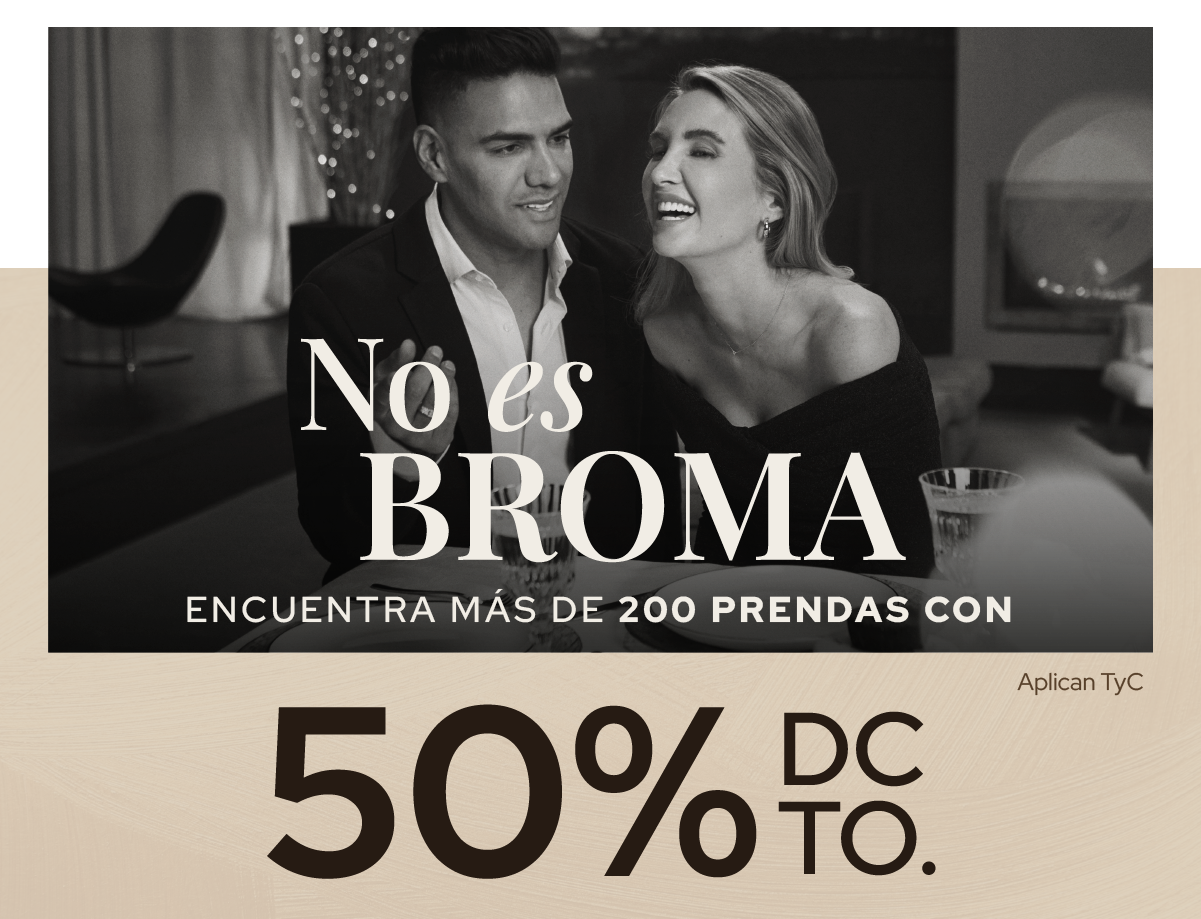 No es
BROMA
ENCUENTRA MÁS DE 200 PRENDAS CON
Aplican TyC
50% DC
TO.